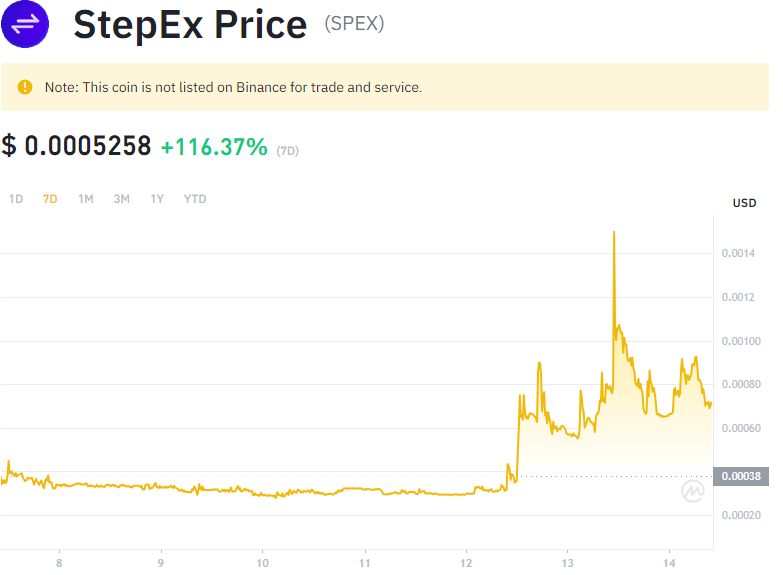 StepEx Price (SPEX)
Note: This coin is not listed on Binance for trade and service.
$ 0.0005258 +116.37% (7D)
1D 7D 1M 3M 1Y YTD
USD
0.0014
0.0012
0.00100
0.00080
0.00060
0.00038
0.00020
8 9 10 11 12 13 14